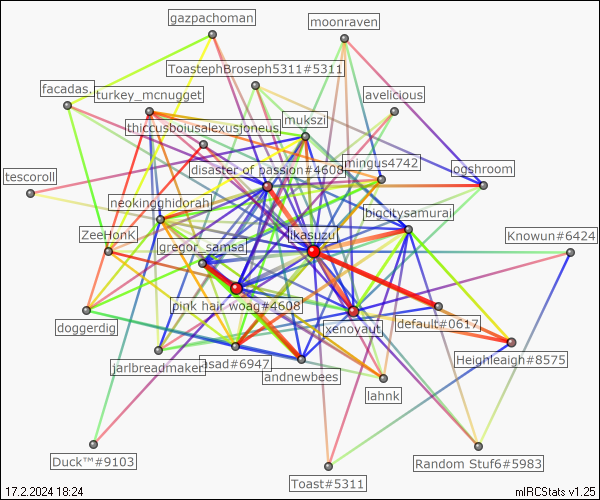 gazpachoman
moonraven
ToastephBroseph5311#5311
facadas.
turkey_mcnugget
avelicious
mukszi
thiccusboiusalexusjoneus
mingus4742
disaster of passion#4608
ogshroom
tescoroll
neokingghidorah
bigcitysamurai
ZeeHonK
ikasuzu
Knowun#6424
gregor_samsa
pink hair woag#4608
doggerdig
xenoyaut
default#0617
Heighleaigh#8575
jarlbreadmaker
asad#6947
andnewbees
lahnk
Duck™#9103
Toast#5311
Random Stuf6#5983
17.2.2024 18:24
mIRCStats v1.25